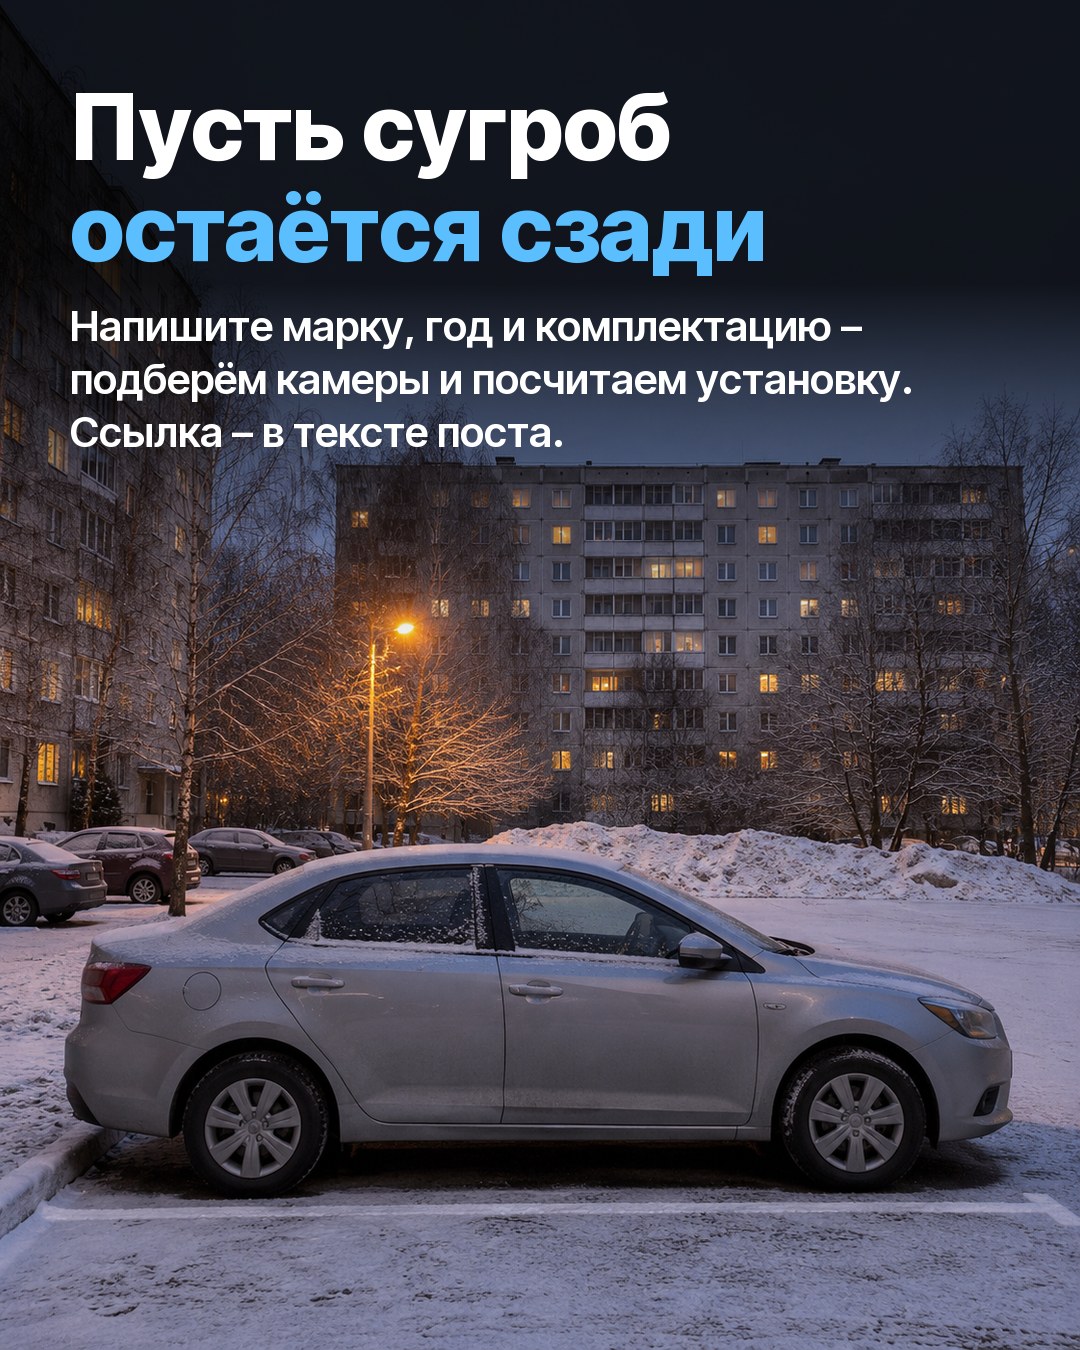 Пусть сугроб
остаётся сзади
Напишите марку, год и комплектацию –
подберём камеры и посчитаем установку.
Ссылка – в тексте поста.